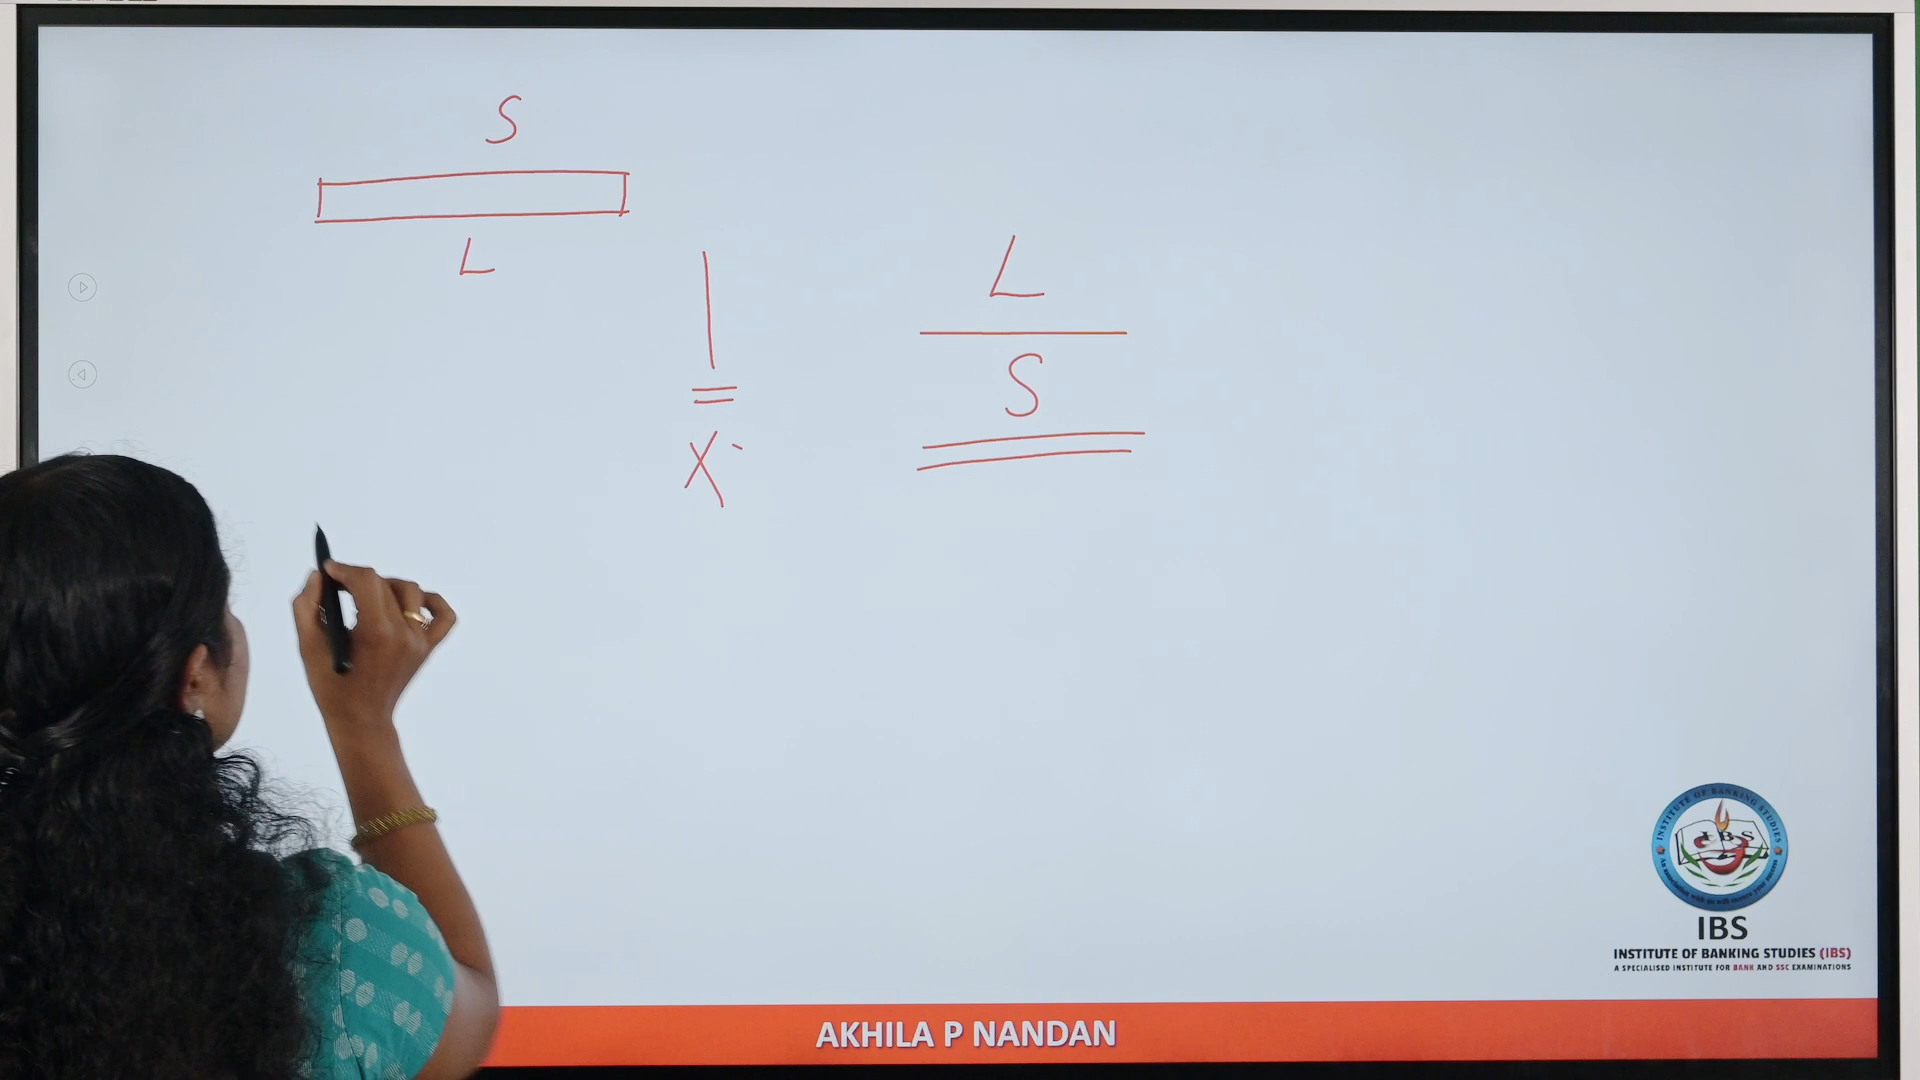 S
L
|
=
X
L
S
IBS
INSTITUTE OF BANKING STUDIES (IBS)
A SPECIALISED INSTITUTE FOR BANK AND SSC EXAMINATIONS
AKHILA P NANDAN